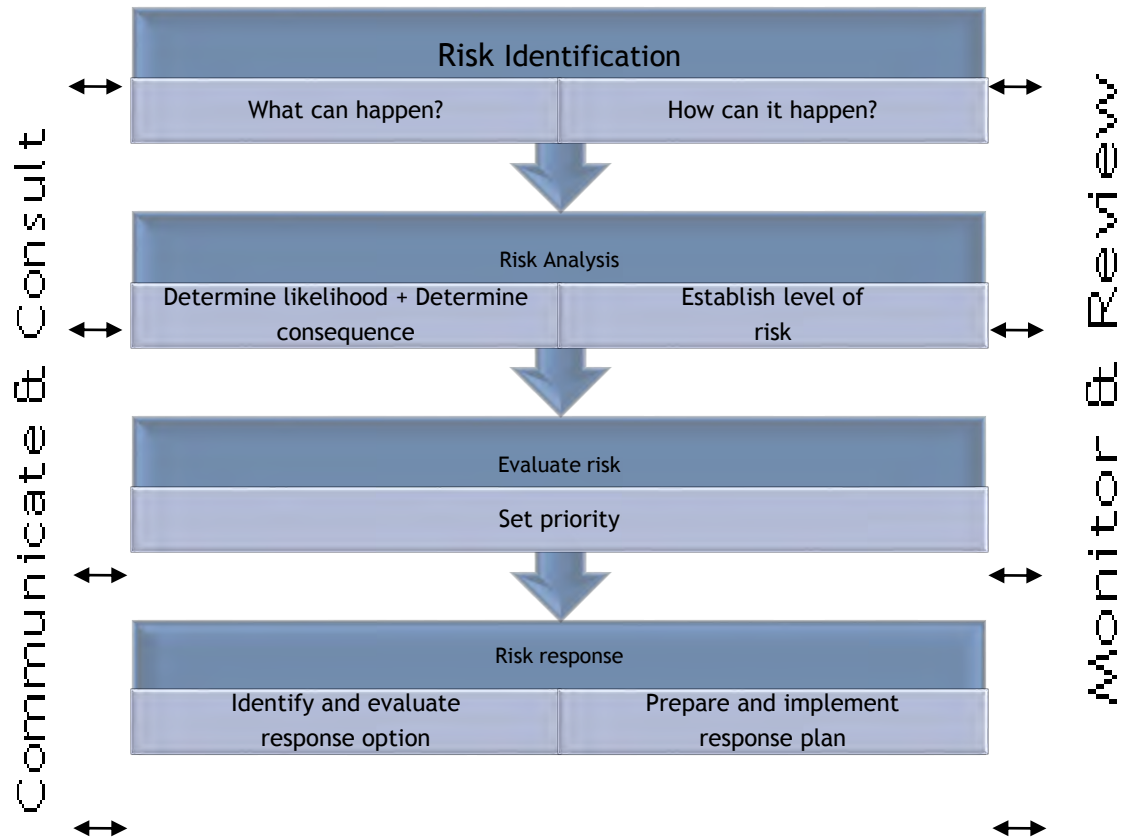 Risk Identification
What can happen?
How can it happen?
Risk Analysis
Determine likelihood + Determine
consequence
Establish level of
risk
Evaluate risk
Set priority
Risk response
Identify and evaluate
response option
Prepare and implement
response plan
Communicate & Consult
Monitor & Review